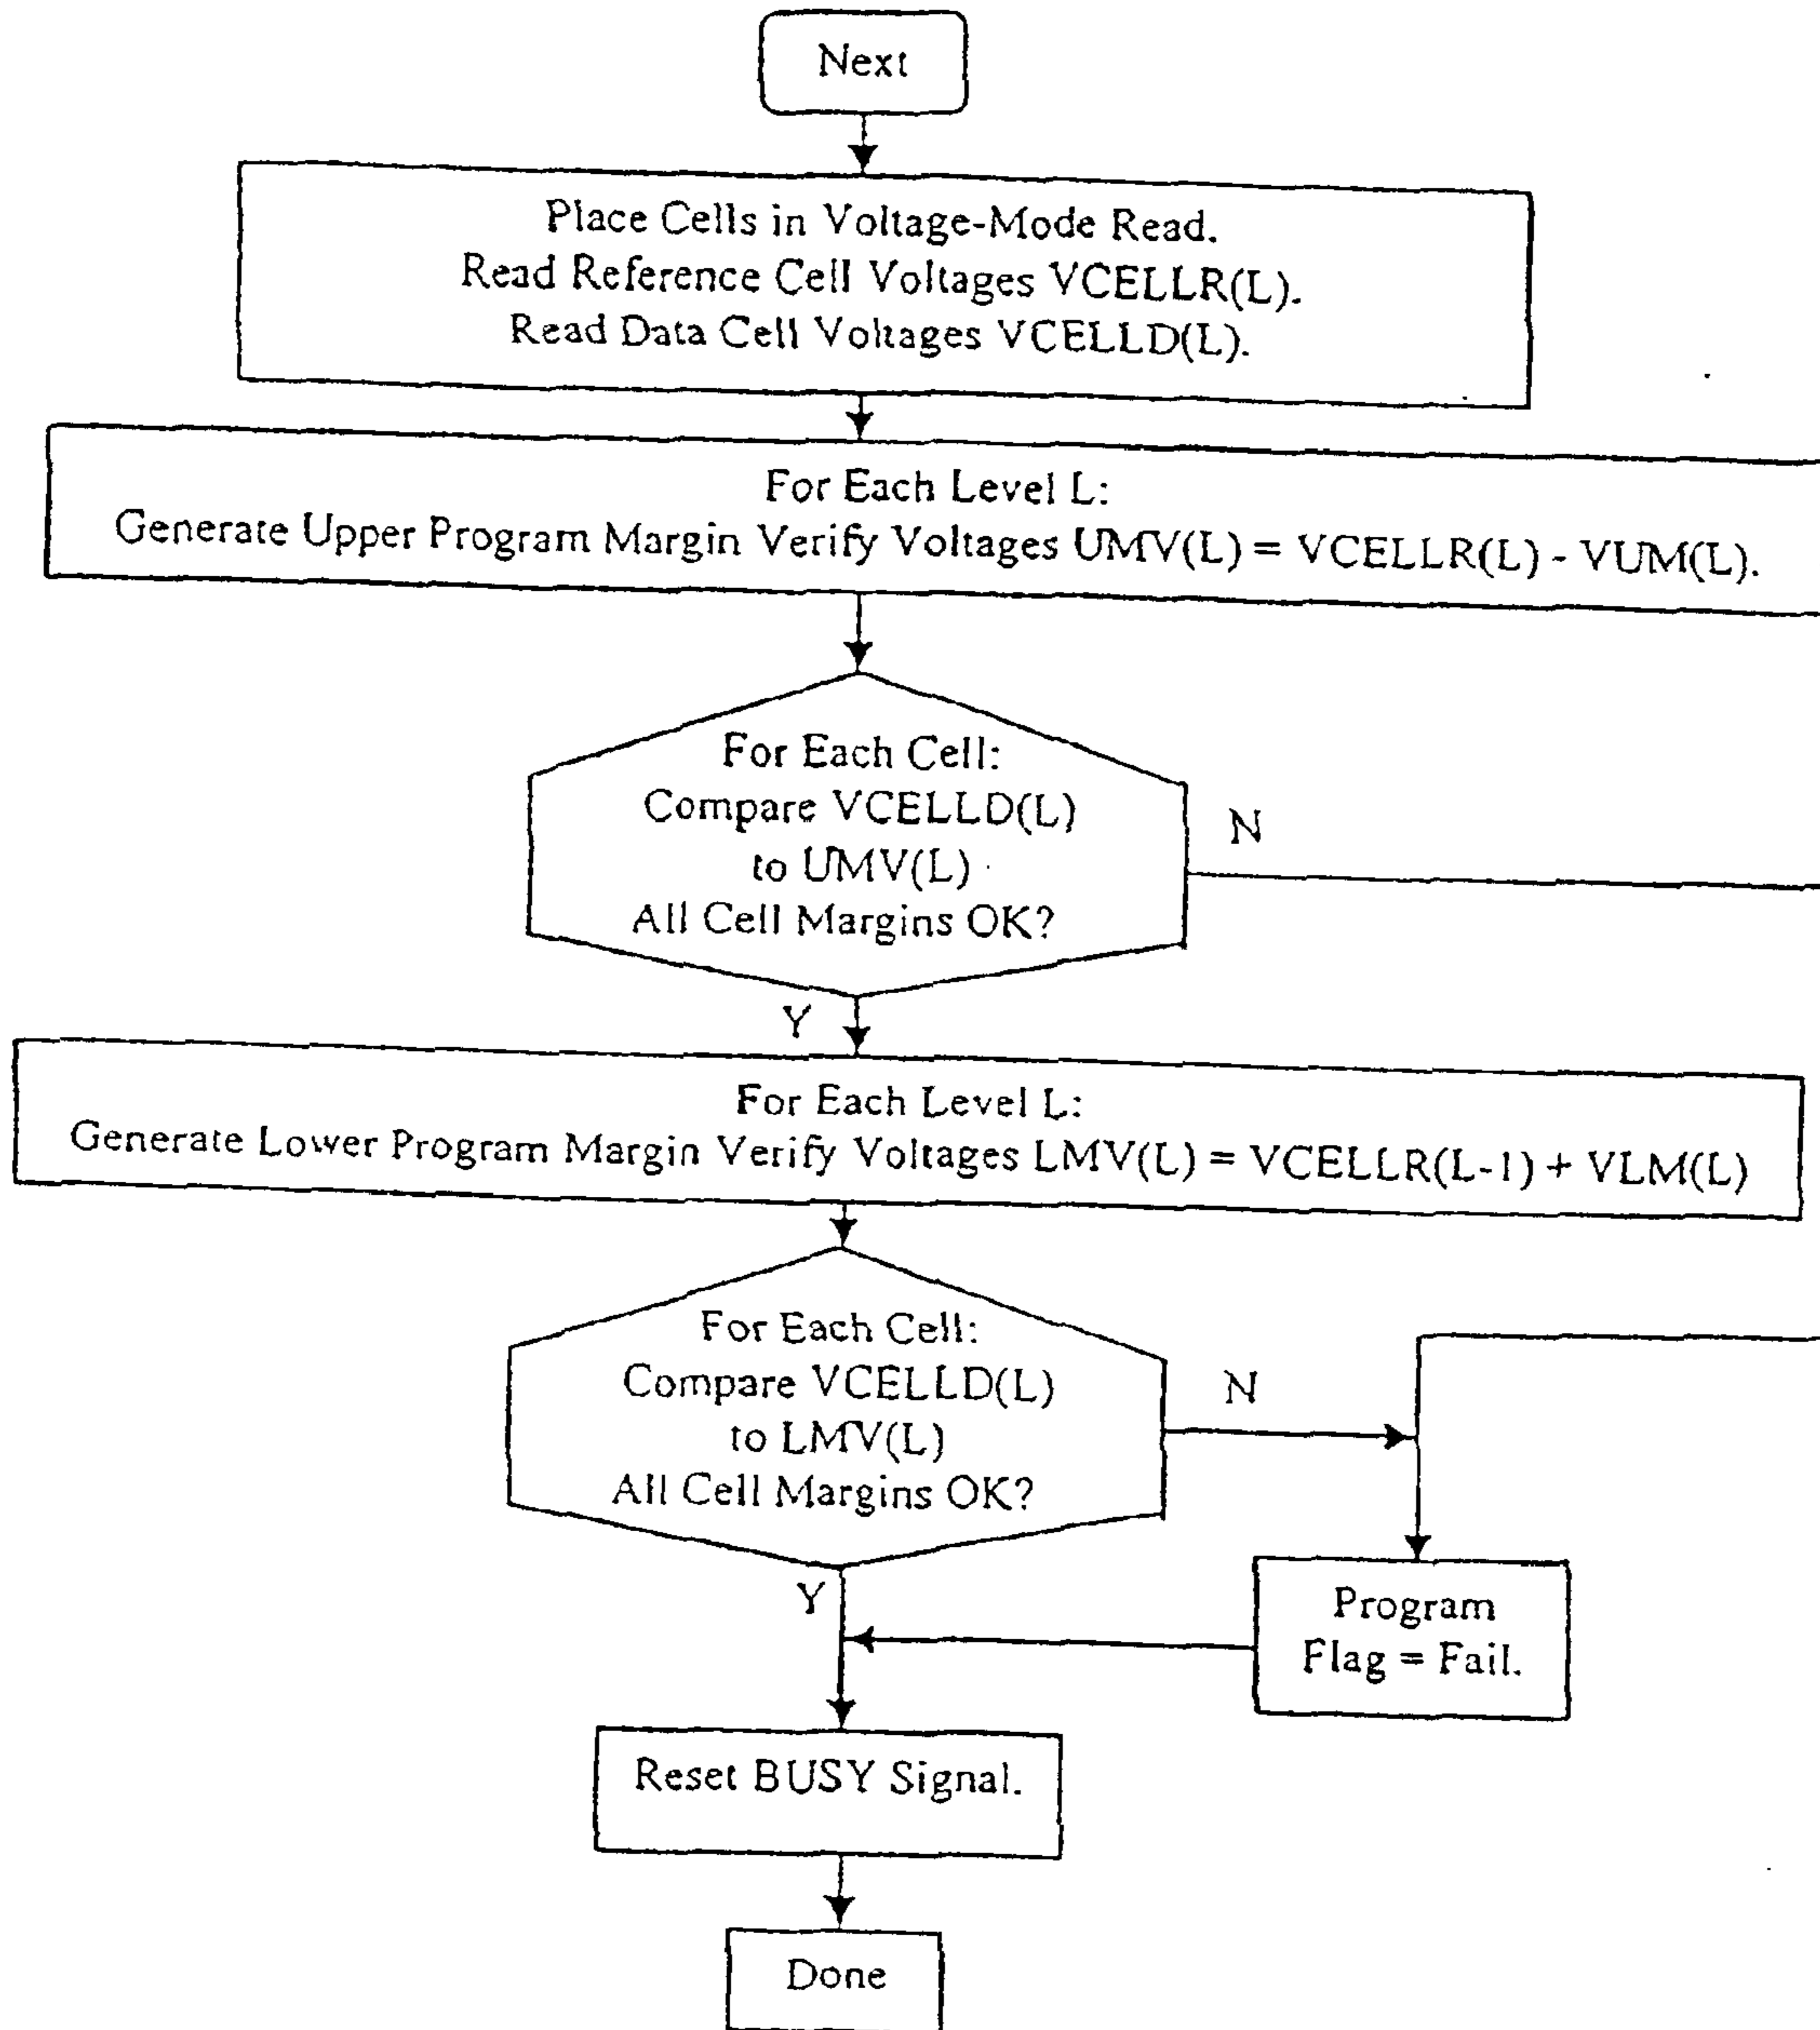 Next
Place Cells in Voltage-Mode Read.
Read Reference Cell Voltages VCELLR(L).
Read Data Cell Voltages VCELLD(L).
For Each Level L:
Generate Upper Program Margin Verify Voltages UMV(L) = VCELLR(L) - VUM(L).
For Each Cell:
Compare VCELLD(L)
to UMV(L)
All Cell Margins OK?
N
Y
For Each Level L:
Generate Lower Program Margin Verify Voltages LMV(L) = VCELLR(L-1) + VLM(L)
For Each Cell:
Compare VCELLD(L)
to LMV(L)
All Cell Margins OK?
N
Y
Program
Flag = Fail.
Reset BUSY Signal.
Done